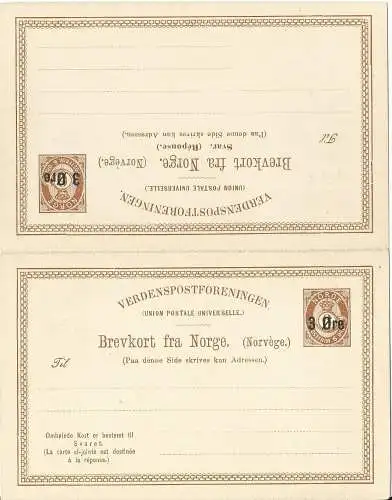 VERDENSPOSTFORENINGEN.
(UNION POSTALE UNIVERSELLE.)
Brevkort fra Norge. (Norvège.)
Svar. (Réponse.)
(Paa denne Side skrives kun Adressen.)
Til
3 Øre
VERDENSPOSTFORENINGEN
(UNION POSTALE UNIVERSELLE.)
NORGE
3 Øre
Brevkort fra Norge. (Norvège.)
(Paa denne Side skrives kun Adressen.)
Til
Omhølede Kort er bestemt til
Svaret.
(La carte ci-jointe est destinée
à la réponse.)